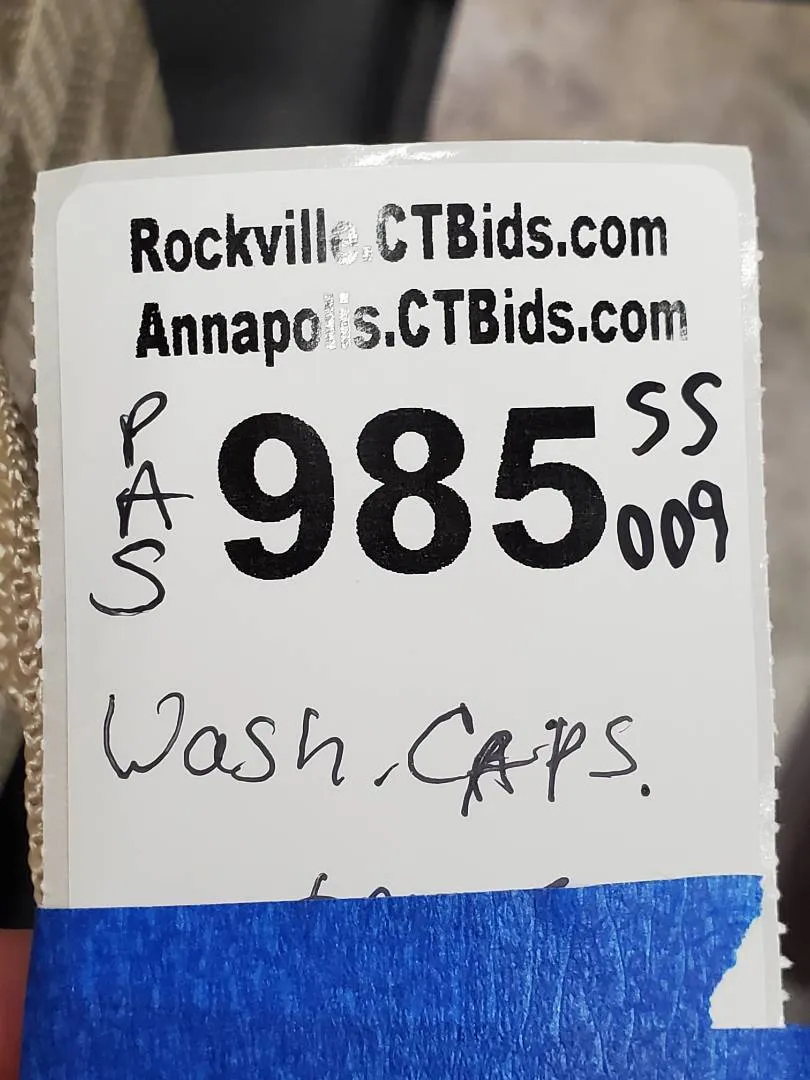 Rockville.CTBids.com
Annapolis.CTBids.com
PAS 985 SS 009
Wash. CAPS.